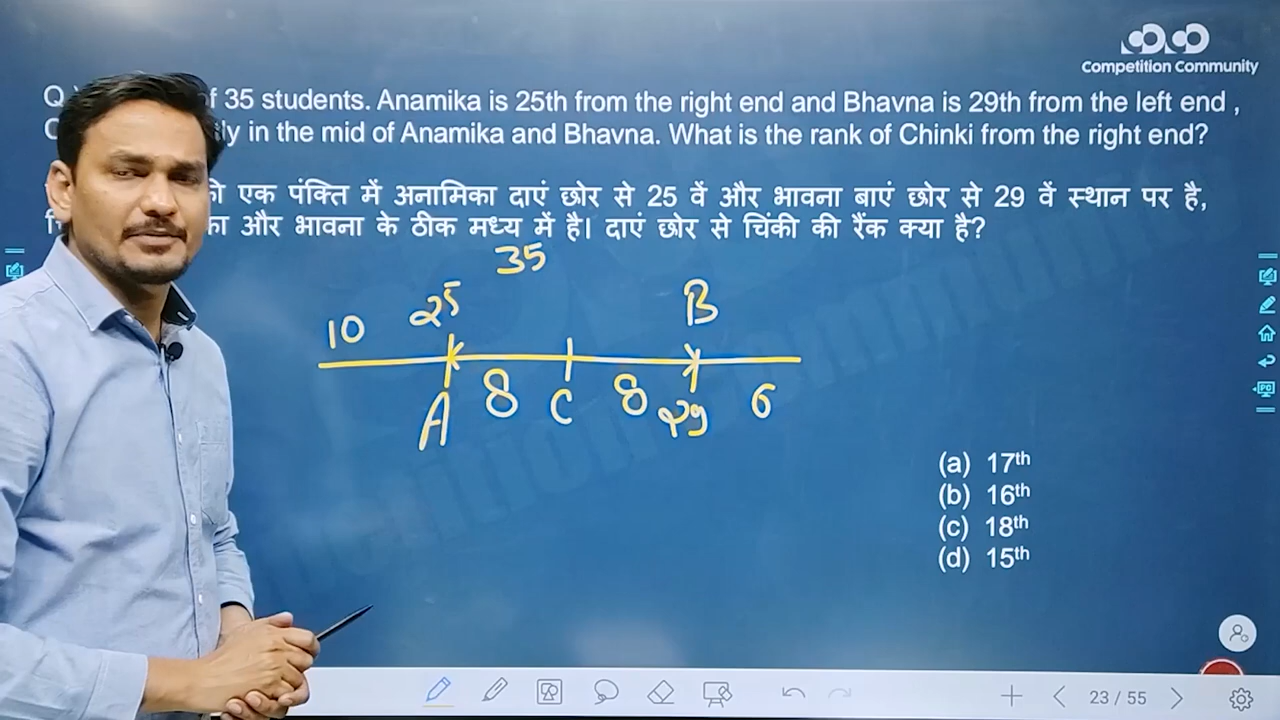 Competition Community
Q f 35 students. Anamika is 25th from the right end and Bhavna is 29th from the left end ,
ly in the mid of Anamika and Bhavna. What is the rank of Chinki from the right end?
एक पंक्ति में अनामिका दाएं छोर से 25 वें और भावना बाएं छोर से 29 वें स्थान पर है,
का और भावना के ठीक मध्य में है। दाएं छोर से चिंकी की रैंक क्या है?
35
10 25 B
A 8 C 8 29 6
(a) 17th
(b) 16th
(c) 18th
(d) 15th
23 / 55